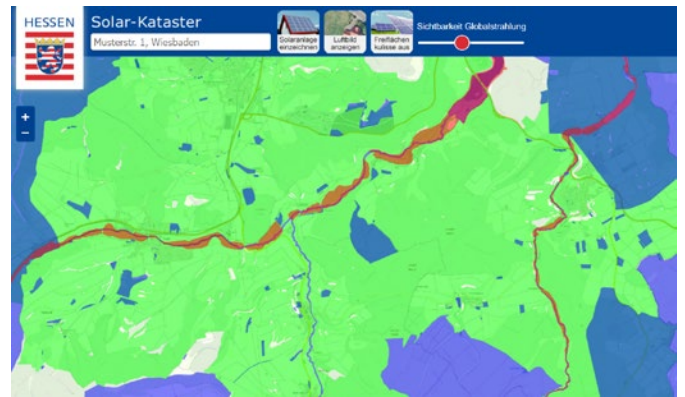 HESSEN
Solar-Kataster
Musterstr. 1, Wiesbaden
Solaranlage
einzeichnen
Luftbild
anzeigen
Freiflächen
kulisse aus
Sichtbarkeit Globalstrahlung
+
−